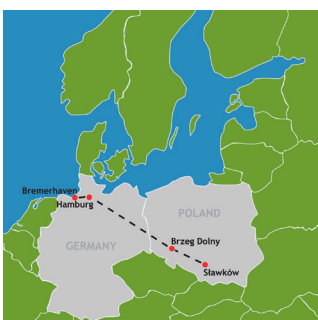 Bremerhaven
Hamburg
POLAND
GERMANY
Brzeg Dolny
Sławków